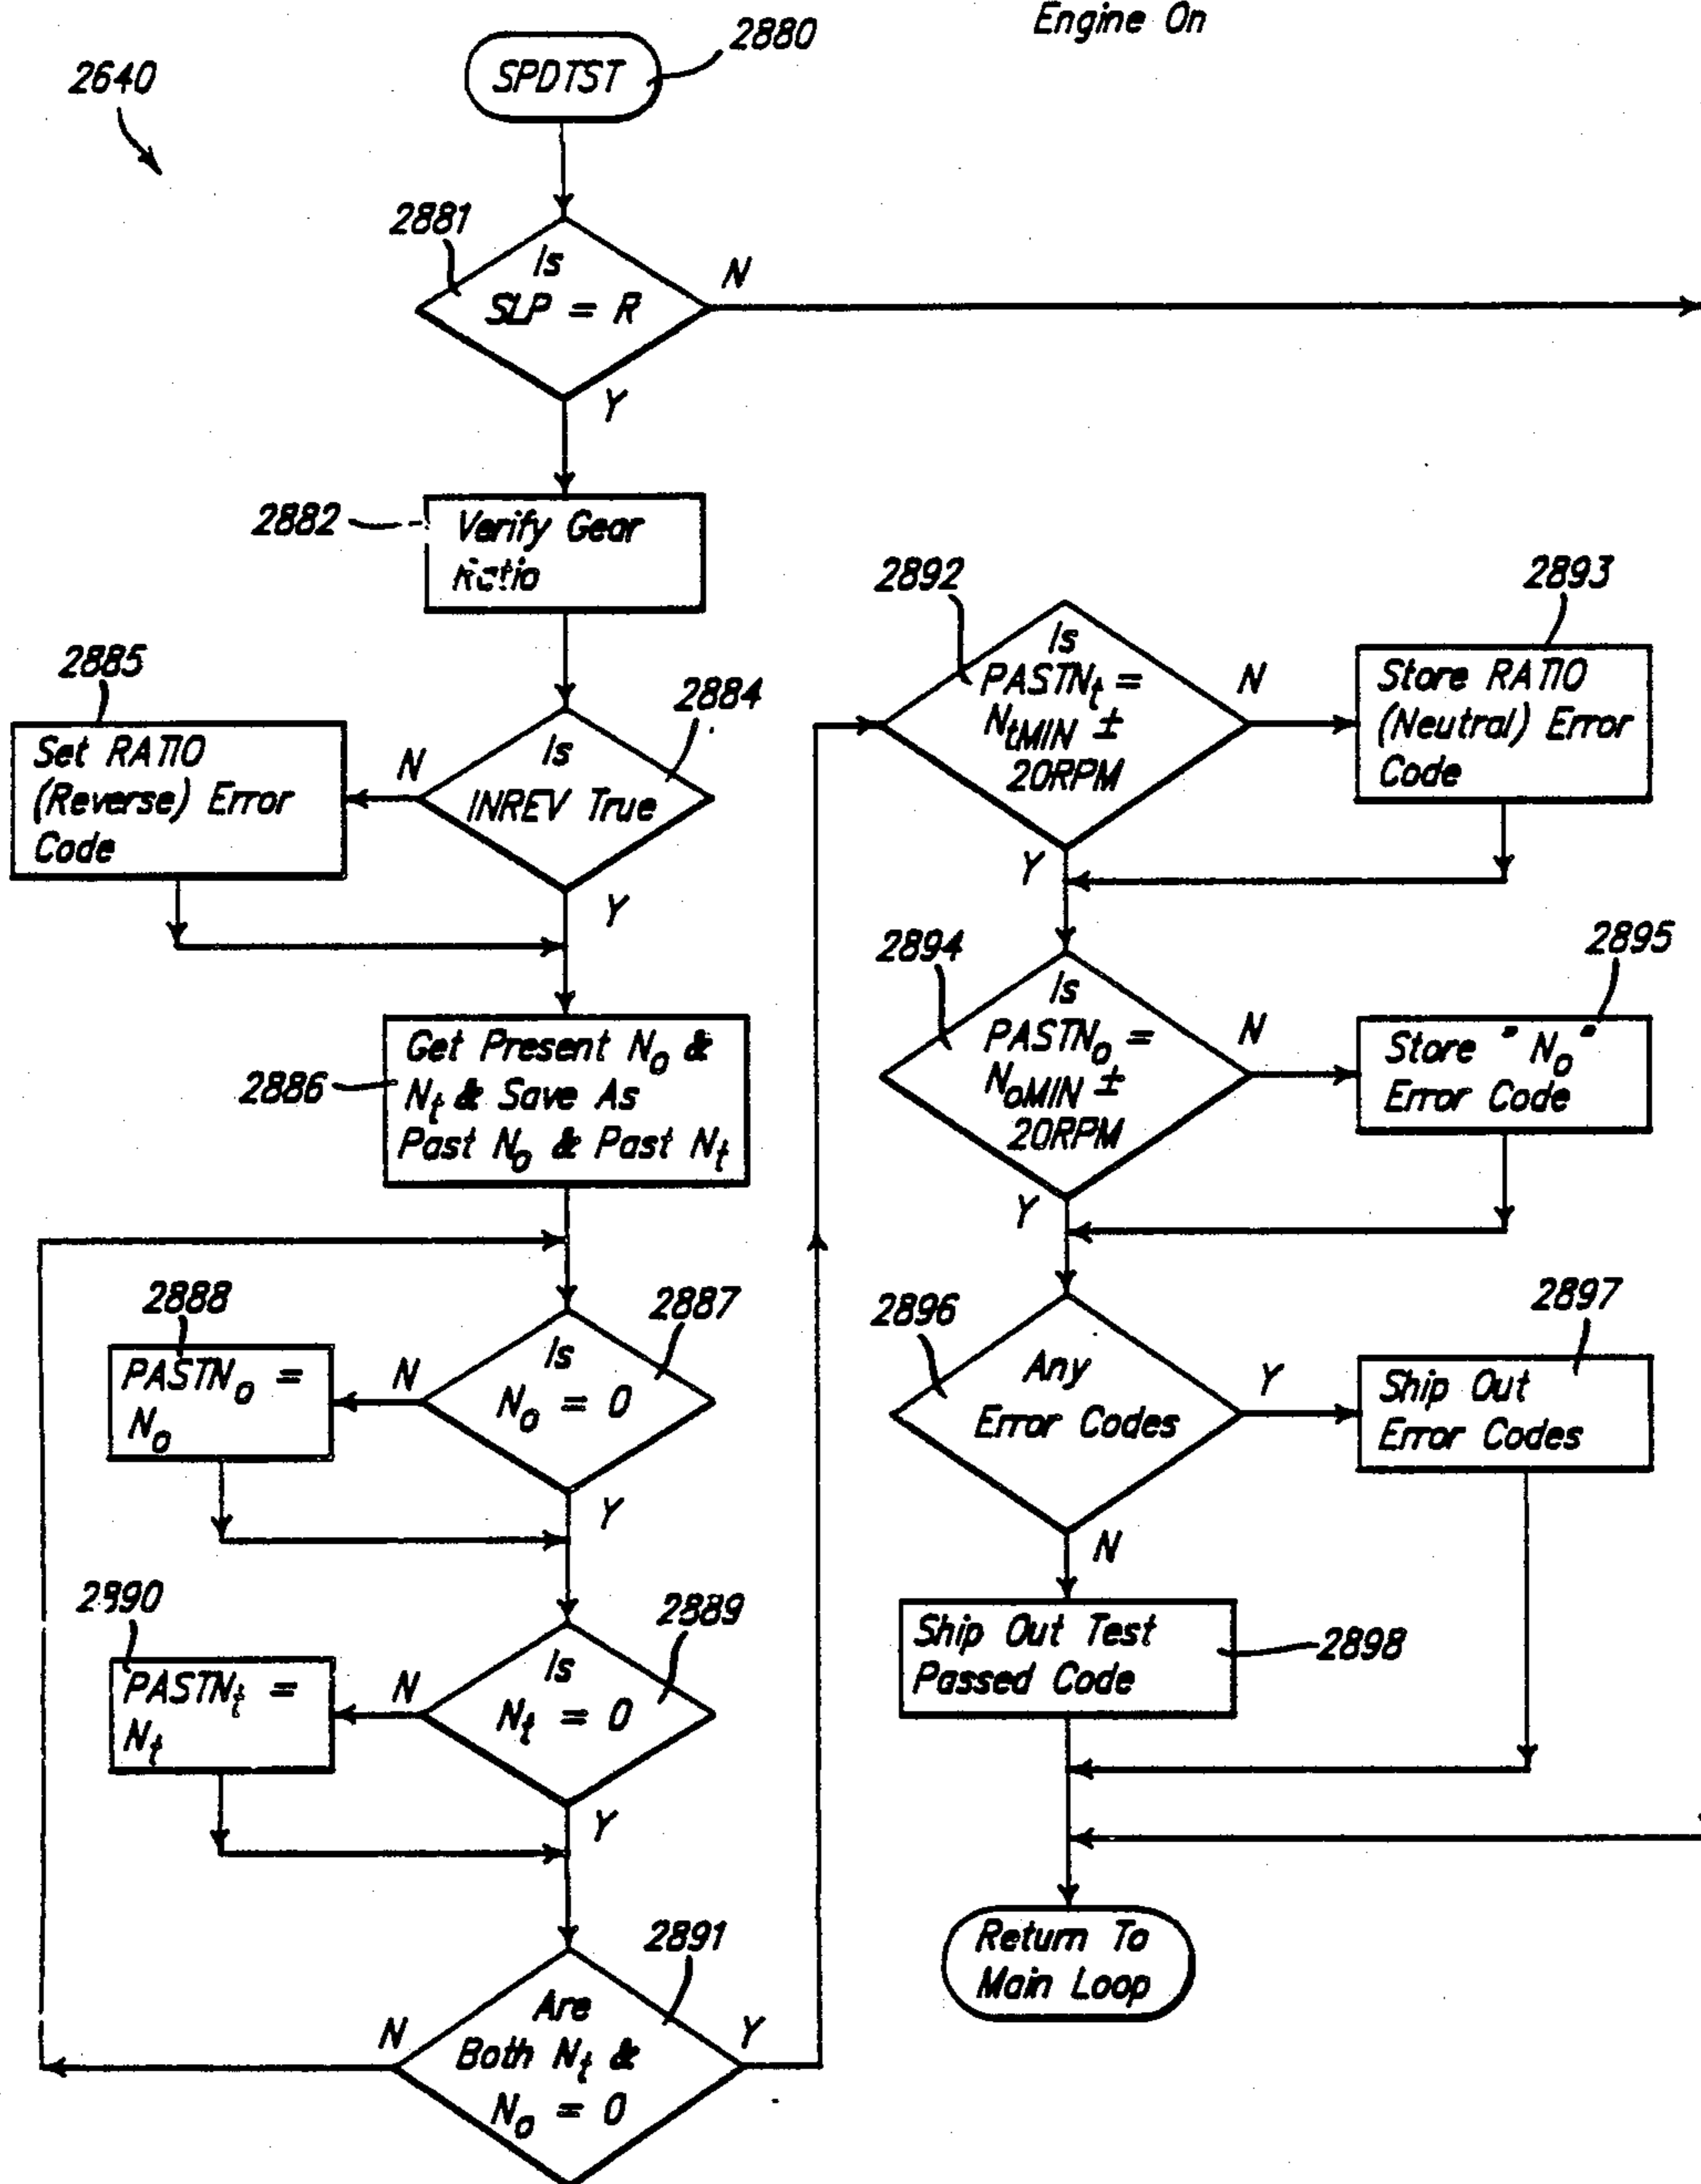 Engine On
2640
SPDTST
2880
2881
Is
SLP = R
N
Y
2882
Verify Gear
Ratio
2884
Is
INREV True
N
Y
2885
Set RATIO
(Reverse) Error
Code
2886
Get Present No &
Nt & Save As
Past No & Past Nt
2887
Is
No = 0
N
Y
2888
PASTNo =
No
2889
Is
Nt = 0
N
Y
2890
PASTNt =
Nt
2891
Are
Both Nt &
No = 0
N
Y
2892
Is
PASTNt =
NtMIN ±
20RPM
N
Y
2893
Store RATIO
(Neutral) Error
Code
2894
Is
PASTNo =
NoMIN ±
20RPM
N
Y
2895
Store "No"
Error Code
2896
Any
Error Codes
Y
N
2897
Ship Out
Error Codes
Ship Out Test
Passed Code
2898
Return To
Main Loop